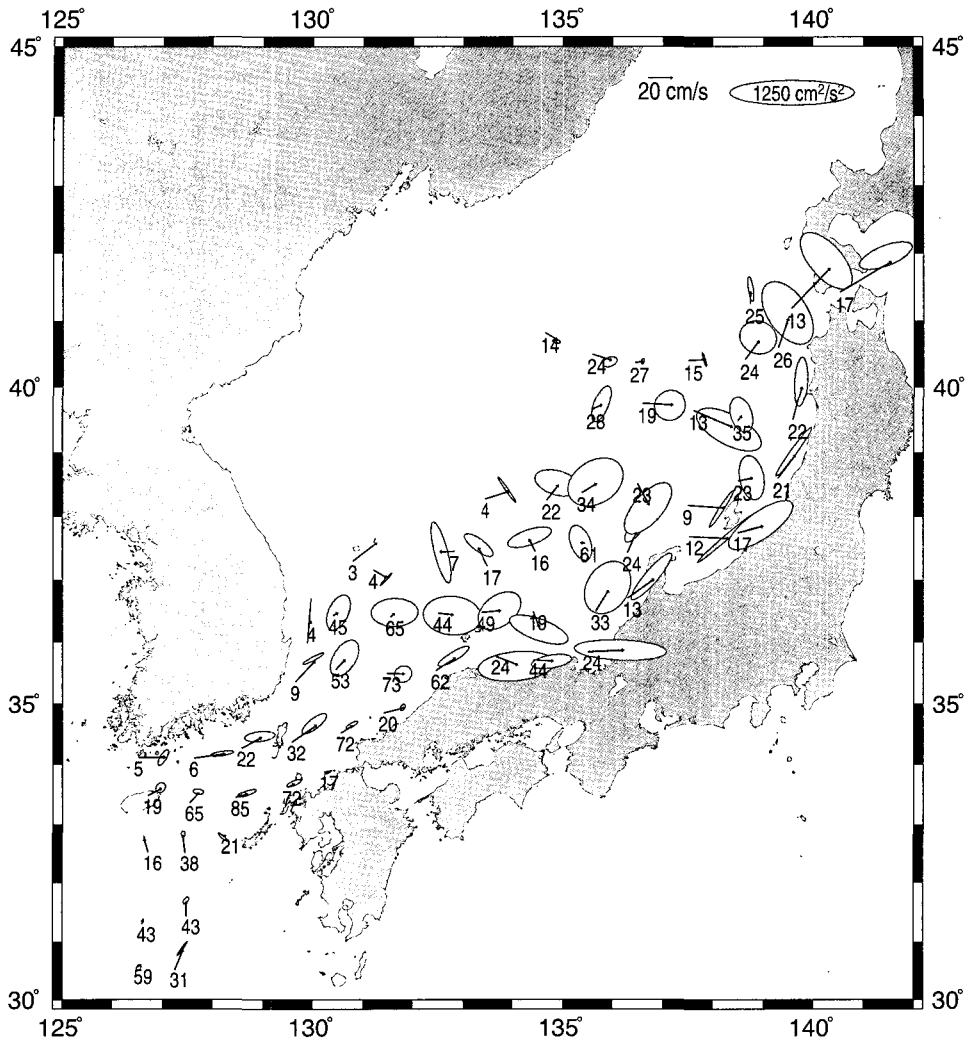 125° 130° 135° 140°
45° 45°
20 cm/s 1250 cm²/s²
17
25 13
26
14 24
24 27 15 40°
40°
28 19 13 35
22
23 21
4 22 34 23
9
3 7 17 16 61 24 12 17
4
4 45 65 44 49 10 33 13
9 53 73 62 24 44 24
35° 35°
20
5 6 22 32 72
19 65 85 72 17
16 38 21
43 43
59 31
30° 30°
125° 130° 135° 140°